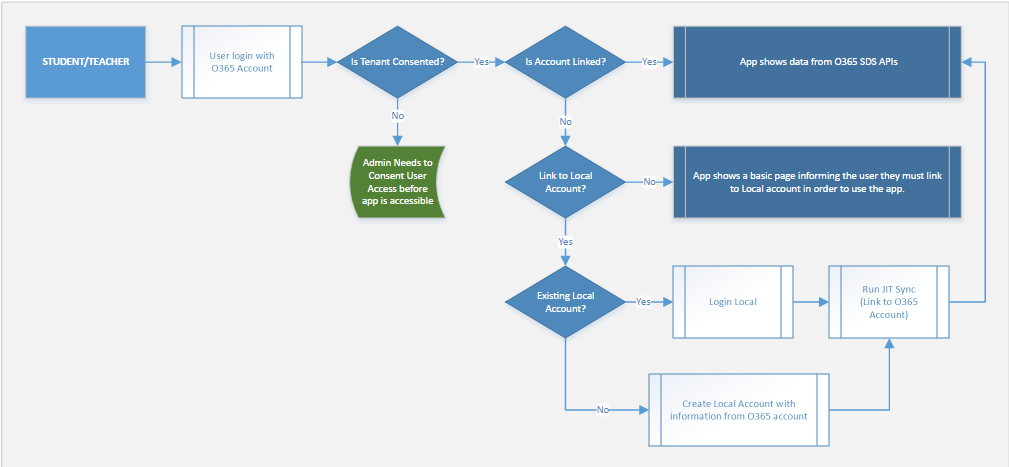 STUDENT/TEACHER
User login with
O365 Account
Is Tenant Consented?
Yes
Is Account Linked?
Yes
App shows data from O365 SDS APIs
No
No
Admin Needs to
Consent User
Access before
app is accessible
Link to Local
Account?
No
App shows a basic page informing the user they must link
to Local account in order to use the app.
Yes
Existing Local
Account?
Yes
Login Local
Run JIT Sync
(Link to O365
Account)
No
Create Local Account with
information from O365 account